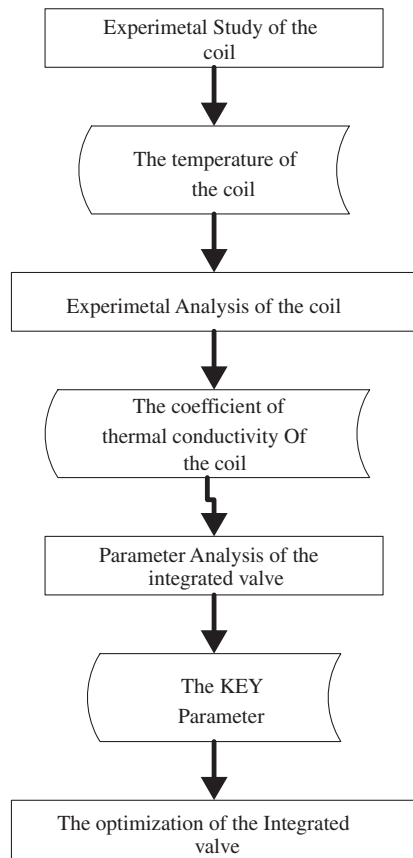 Experimetal Study of the
coil
The temperature of
the coil
Experimetal Analysis of the coil
The coefficient of
thermal conductivity Of
the coil
Parameter Analysis of the
integrated valve
The KEY
Parameter
The optimization of the Integrated
valve